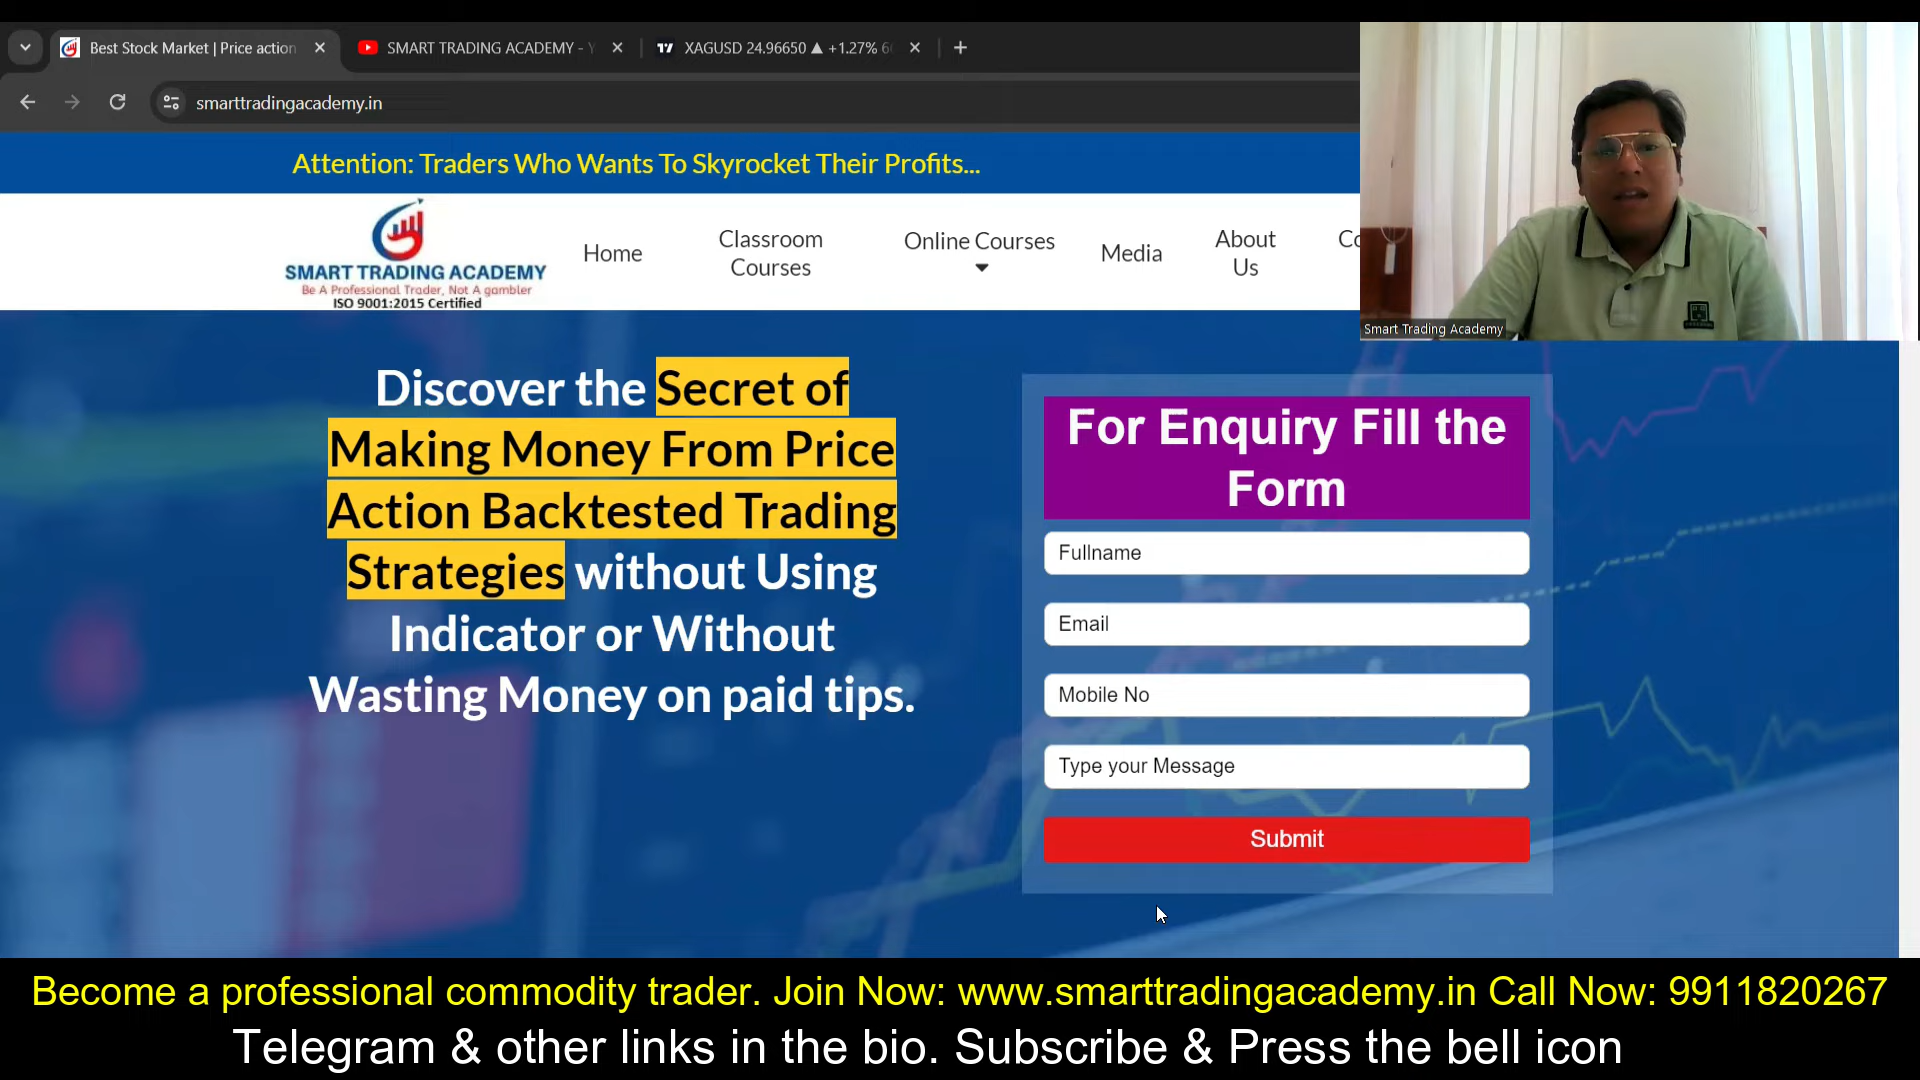 Best Stock Market | Price action
SMART TRADING ACADEMY - Y
XAGUSD 24.96650 ▲ +1.27%
smarttradingacademy.in
Attention: Traders Who Wants To Skyrocket Their Profits...
SMART TRADING ACADEMY
Be A Professional Trader, Not A gambler
ISO 9001:2015 Certified
Home
Classroom
Courses
Online Courses
Media
About
Us
Co
Smart Trading Academy
Discover the Secret of
Making Money From Price
Action Backtested Trading
Strategies without Using
Indicator or Without
Wasting Money on paid tips.
For Enquiry Fill the
Form
Fullname
Email
Mobile No
Type your Message
Submit
Become a professional commodity trader. Join Now: www.smarttradingacademy.in Call Now: 9911820267
Telegram & other links in the bio. Subscribe & Press the bell icon